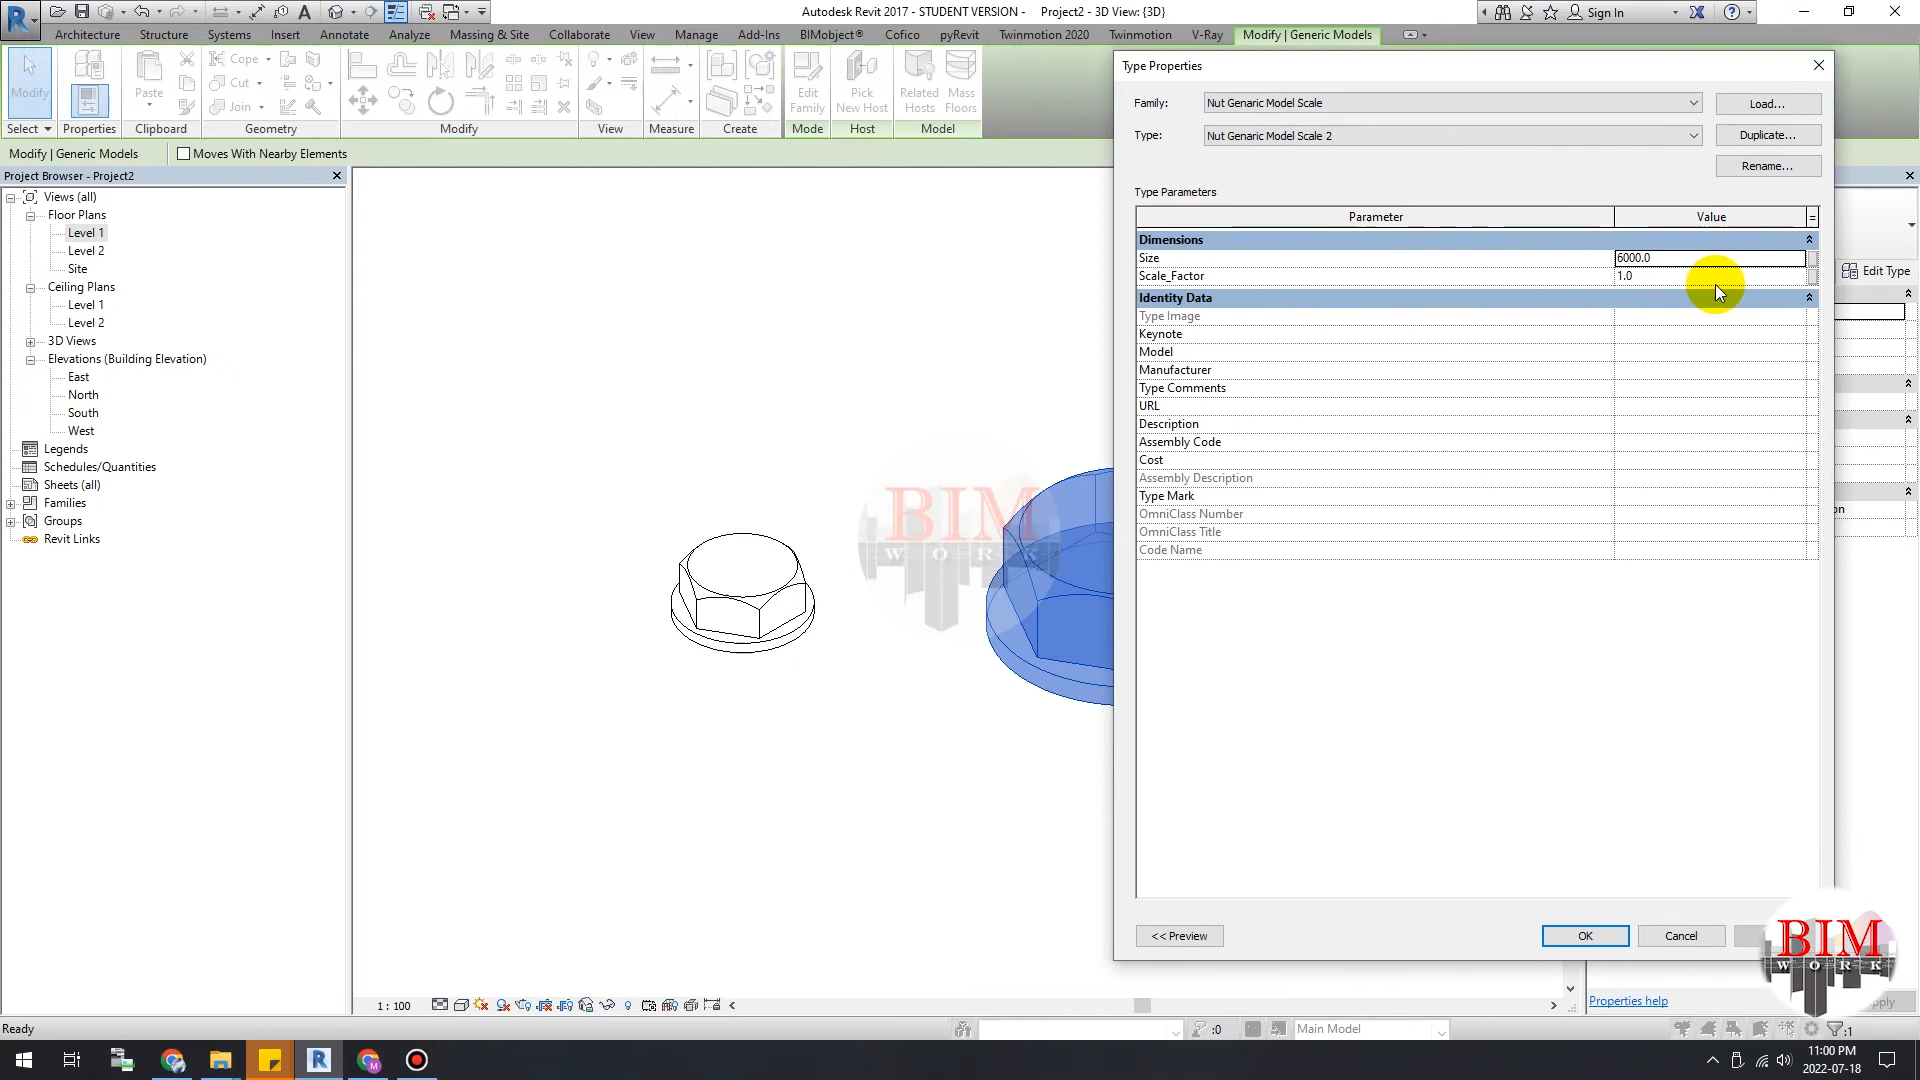 Autodesk Revit 2017 - STUDENT VERSION - Project2 - 3D View: {3D}
Sign In
Architecture Structure Systems Insert Annotate Analyze Massing & Site Collaborate View Manage Add-Ins BIMobject® Cofico pyRevit Twinmotion 2020 Twinmotion V-Ray Modify | Generic Models
Modify
Cope
Cut
Join
Paste
Edit Family
Pick New Host
Related Hosts
Mass Floors
Select Properties Clipboard Geometry Modify View Measure Create Mode Host Model
Modify | Generic Models Moves With Nearby Elements
Project Browser - Project2
Views (all)
Floor Plans
Level 1
Level 2
Site
Ceiling Plans
Level 1
Level 2
3D Views
Elevations (Building Elevation)
East
North
South
West
Legends
Schedules/Quantities
Sheets (all)
Families
Groups
Revit Links
BIM
WORK
Type Properties
Family: Nut Genaric Model Scale Load...
Type: Nut Genaric Model Scale 2 Duplicate...
Rename...
Type Parameters
Parameter Value =
Dimensions
Size 6000.0
Scale_Factor 1.0
Identity Data
Type Image
Keynote
Model
Manufacturer
Type Comments
URL
Description
Assembly Code
Cost
Assembly Description
Type Mark
OmniClass Number
OmniClass Title
Code Name
<< Preview OK Cancel
Edit Type
on
BIM
WORK
Properties help
1 : 100
Ready
:0
Main Model
:1
11:00 PM
2022-07-18